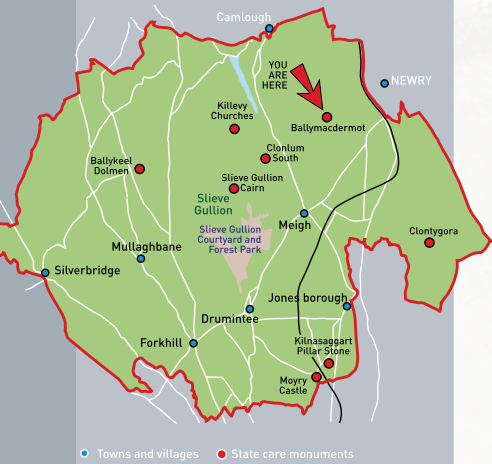 Camlough
YOU
ARE
HERE
NEWRY
Killevy
Churches
Ballymacdermot
Clonlum
South
Ballykeel
Dolmen
Slieve Gullion
Cairn
Slieve
Gullion
Meigh
Clontygora
Slieve Gullion
Courtyard and
Forest Park
Mullaghbane
Silverbridge
Jones borough
Drumintee
Forkhill
Kilnasaggart
Pillar Stone
Moyry
Castle
Towns and villages
State care monuments